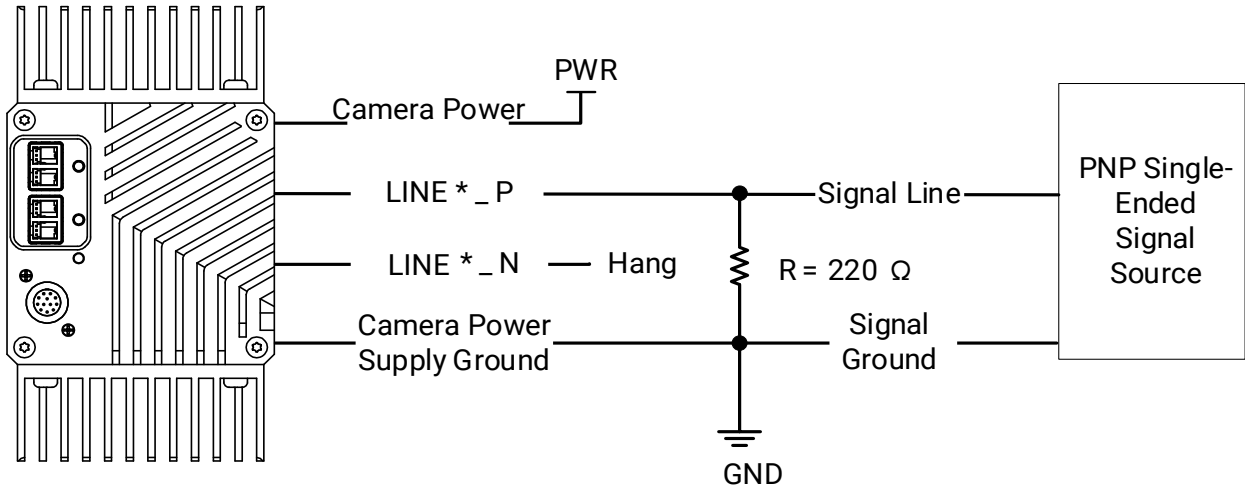 PWR
Camera Power
LINE *_ P
Signal Line
PNP Single-
Ended
Signal
Source
LINE *_ N
Hang
R = 220 Ω
Camera Power
Supply Ground
Signal
Ground
GND